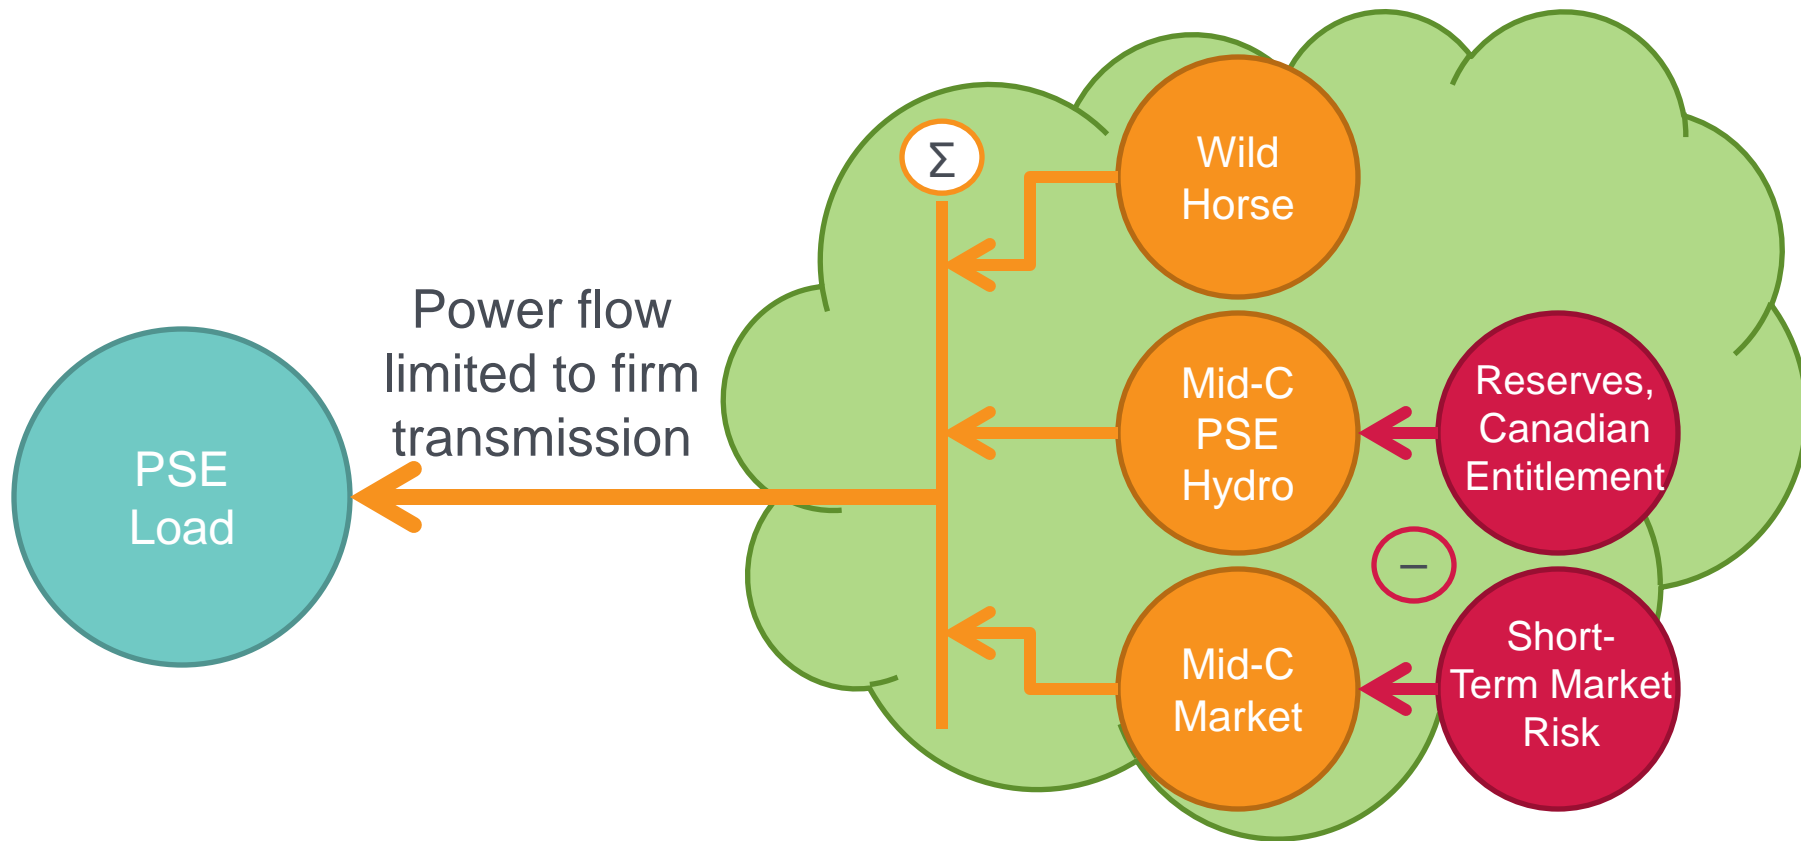 Σ
Wild
Horse
Power flow
limited to firm
transmission
PSE
Load
Mid-C
PSE
Hydro
Reserves,
Canadian
Entitlement
–
Mid-C
Market
Short-
Term Market
Risk